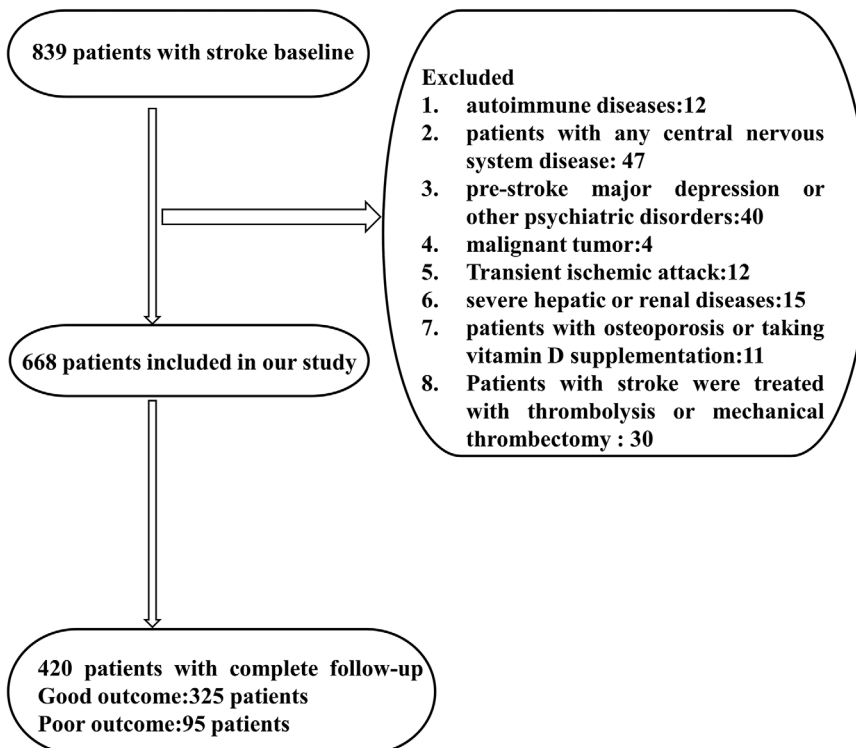 839 patients with stroke baseline
Excluded
1. autoimmune diseases:12
2. patients with any central nervous
system disease: 47
3. pre-stroke major depression or
other psychiatric disorders:40
4. malignant tumor:4
5. Transient ischemic attack:12
6. severe hepatic or renal diseases:15
7. patients with osteoporosis or taking
vitamin D supplementation:11
8. Patients with stroke were treated
with thrombolysis or mechanical
thrombectomy : 30
668 patients included in our study
420 patients with complete follow-up
Good outcome:325 patients
Poor outcome:95 patients